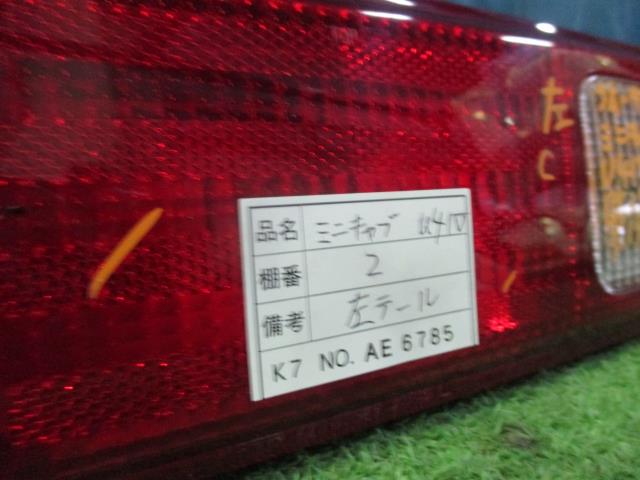 品名 ミニキャブ U41V
棚番 2
備考 左テール
K7 NO. AE 6785
左
C